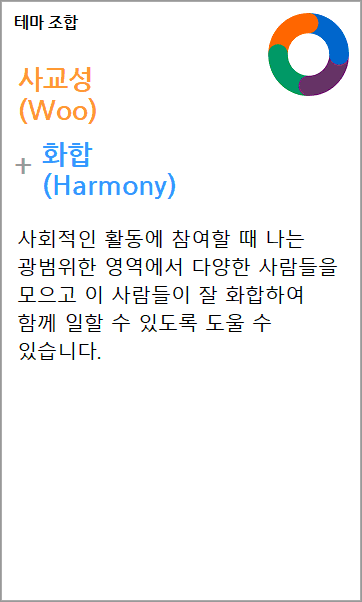 테마 조합
사교성
(Woo)
+ 화합
(Harmony)
사회적인 활동에 참여할 때 나는
광범위한 영역에서 다양한 사람들을
모으고 이 사람들이 잘 화합하여
함께 일할 수 있도록 도울 수
있습니다.